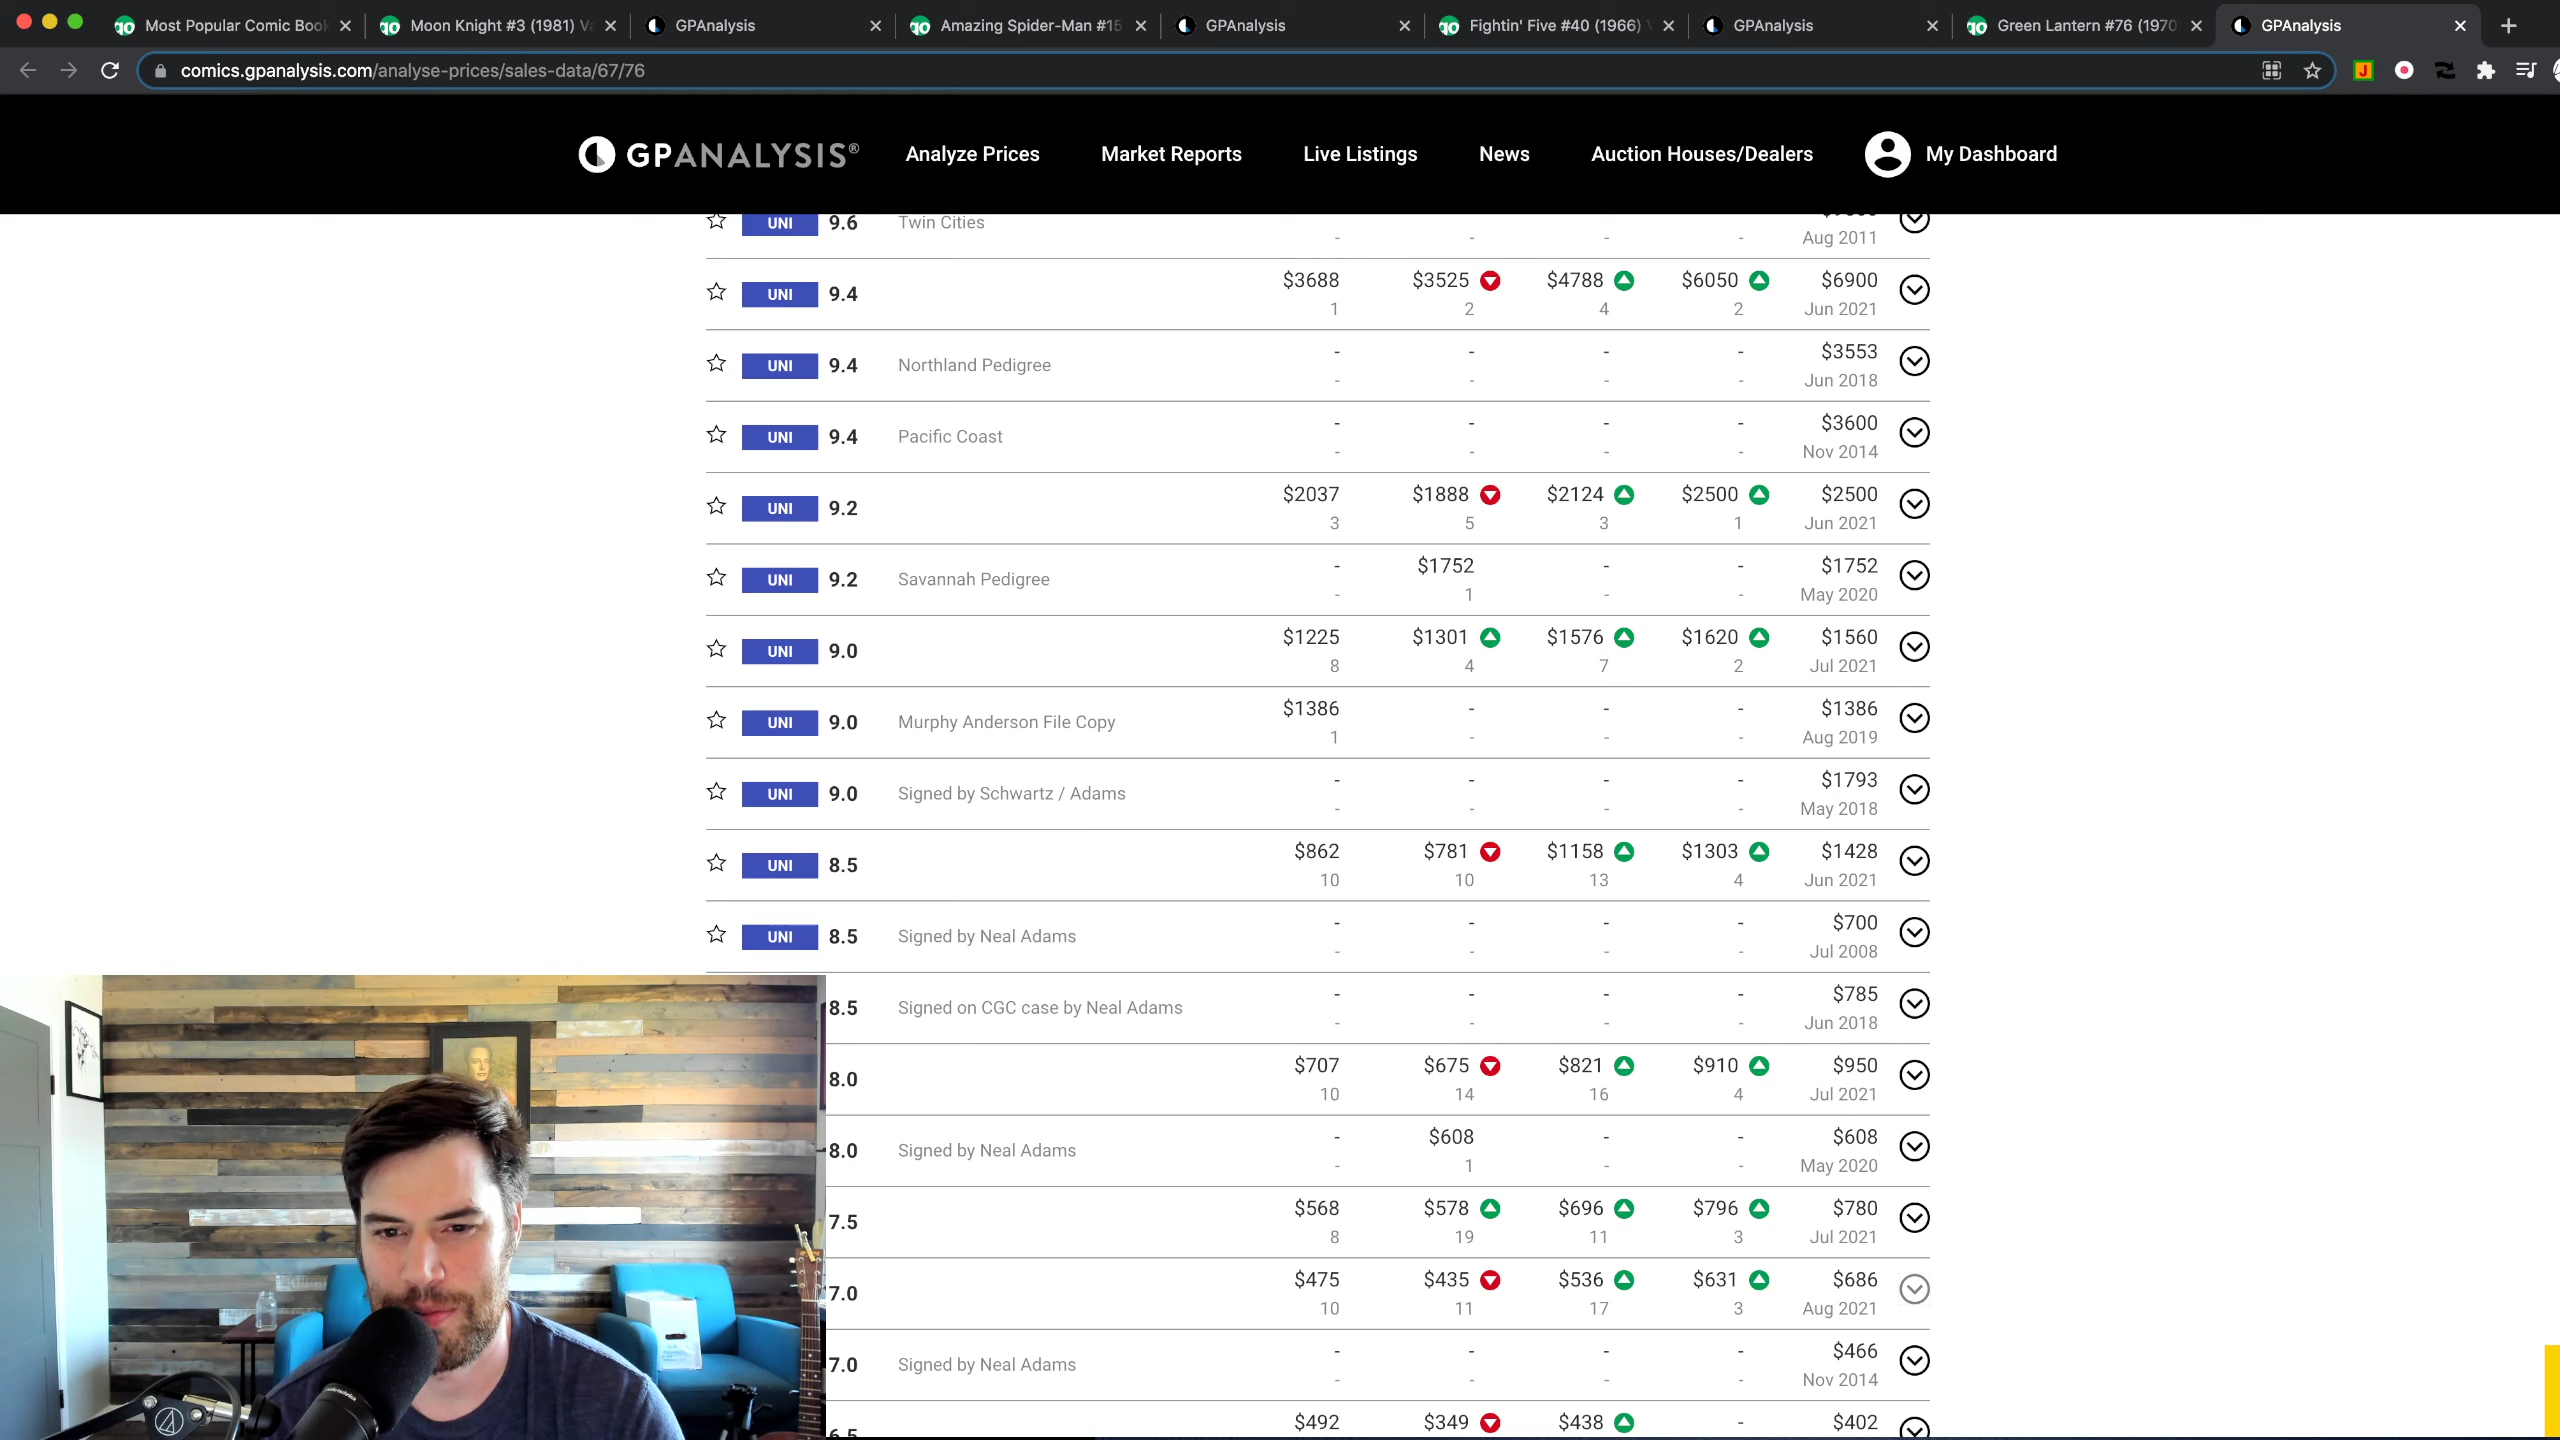 Most Popular Comic Book
Moon Knight #3 (1981) Va
GPAnalysis
Amazing Spider-Man #15
GPAnalysis
Fightin' Five #40 (1966) V
GPAnalysis
Green Lantern #76 (1970
GPAnalysis
comics.gpanalysis.com/analyse-prices/sales-data/67/76
GPANALYSIS®
Analyze Prices
Market Reports
Live Listings
News
Auction Houses/Dealers
My Dashboard
UNI 9.6 Twin Cities
- - - - Aug 2011
UNI 9.4 $3688 $3525 $4788 $6050 $6900
1 2 4 2 Jun 2021
UNI 9.4 Northland Pedigree - - - - $3553
- - - - Jun 2018
UNI 9.4 Pacific Coast - - - - $3600
- - - - Nov 2014
UNI 9.2 $2037 $1888 $2124 $2500 $2500
3 5 3 1 Jun 2021
UNI 9.2 Savannah Pedigree - $1752 - - $1752
- 1 - - May 2020
UNI 9.0 $1225 $1301 $1576 $1620 $1560
8 4 7 2 Jul 2021
UNI 9.0 Murphy Anderson File Copy $1386 - - - $1386
1 - - - Aug 2019
UNI 9.0 Signed by Schwartz / Adams - - - - $1793
- - - - May 2018
UNI 8.5 $862 $781 $1158 $1303 $1428
10 10 13 4 Jun 2021
UNI 8.5 Signed by Neal Adams - - - - $700
- - - - Jul 2008
8.5 Signed on CGC case by Neal Adams - - - - $785
- - - - Jun 2018
8.0 $707 $675 $821 $910 $950
10 14 16 4 Jul 2021
8.0 Signed by Neal Adams - $608 - - $608
- 1 - - May 2020
7.5 $568 $578 $696 $796 $780
8 19 11 3 Jul 2021
7.0 $475 $435 $536 $631 $686
10 11 17 3 Aug 2021
7.0 Signed by Neal Adams - - - - $466
- - - - Nov 2014
6.5 $492 $349 $438 - $402